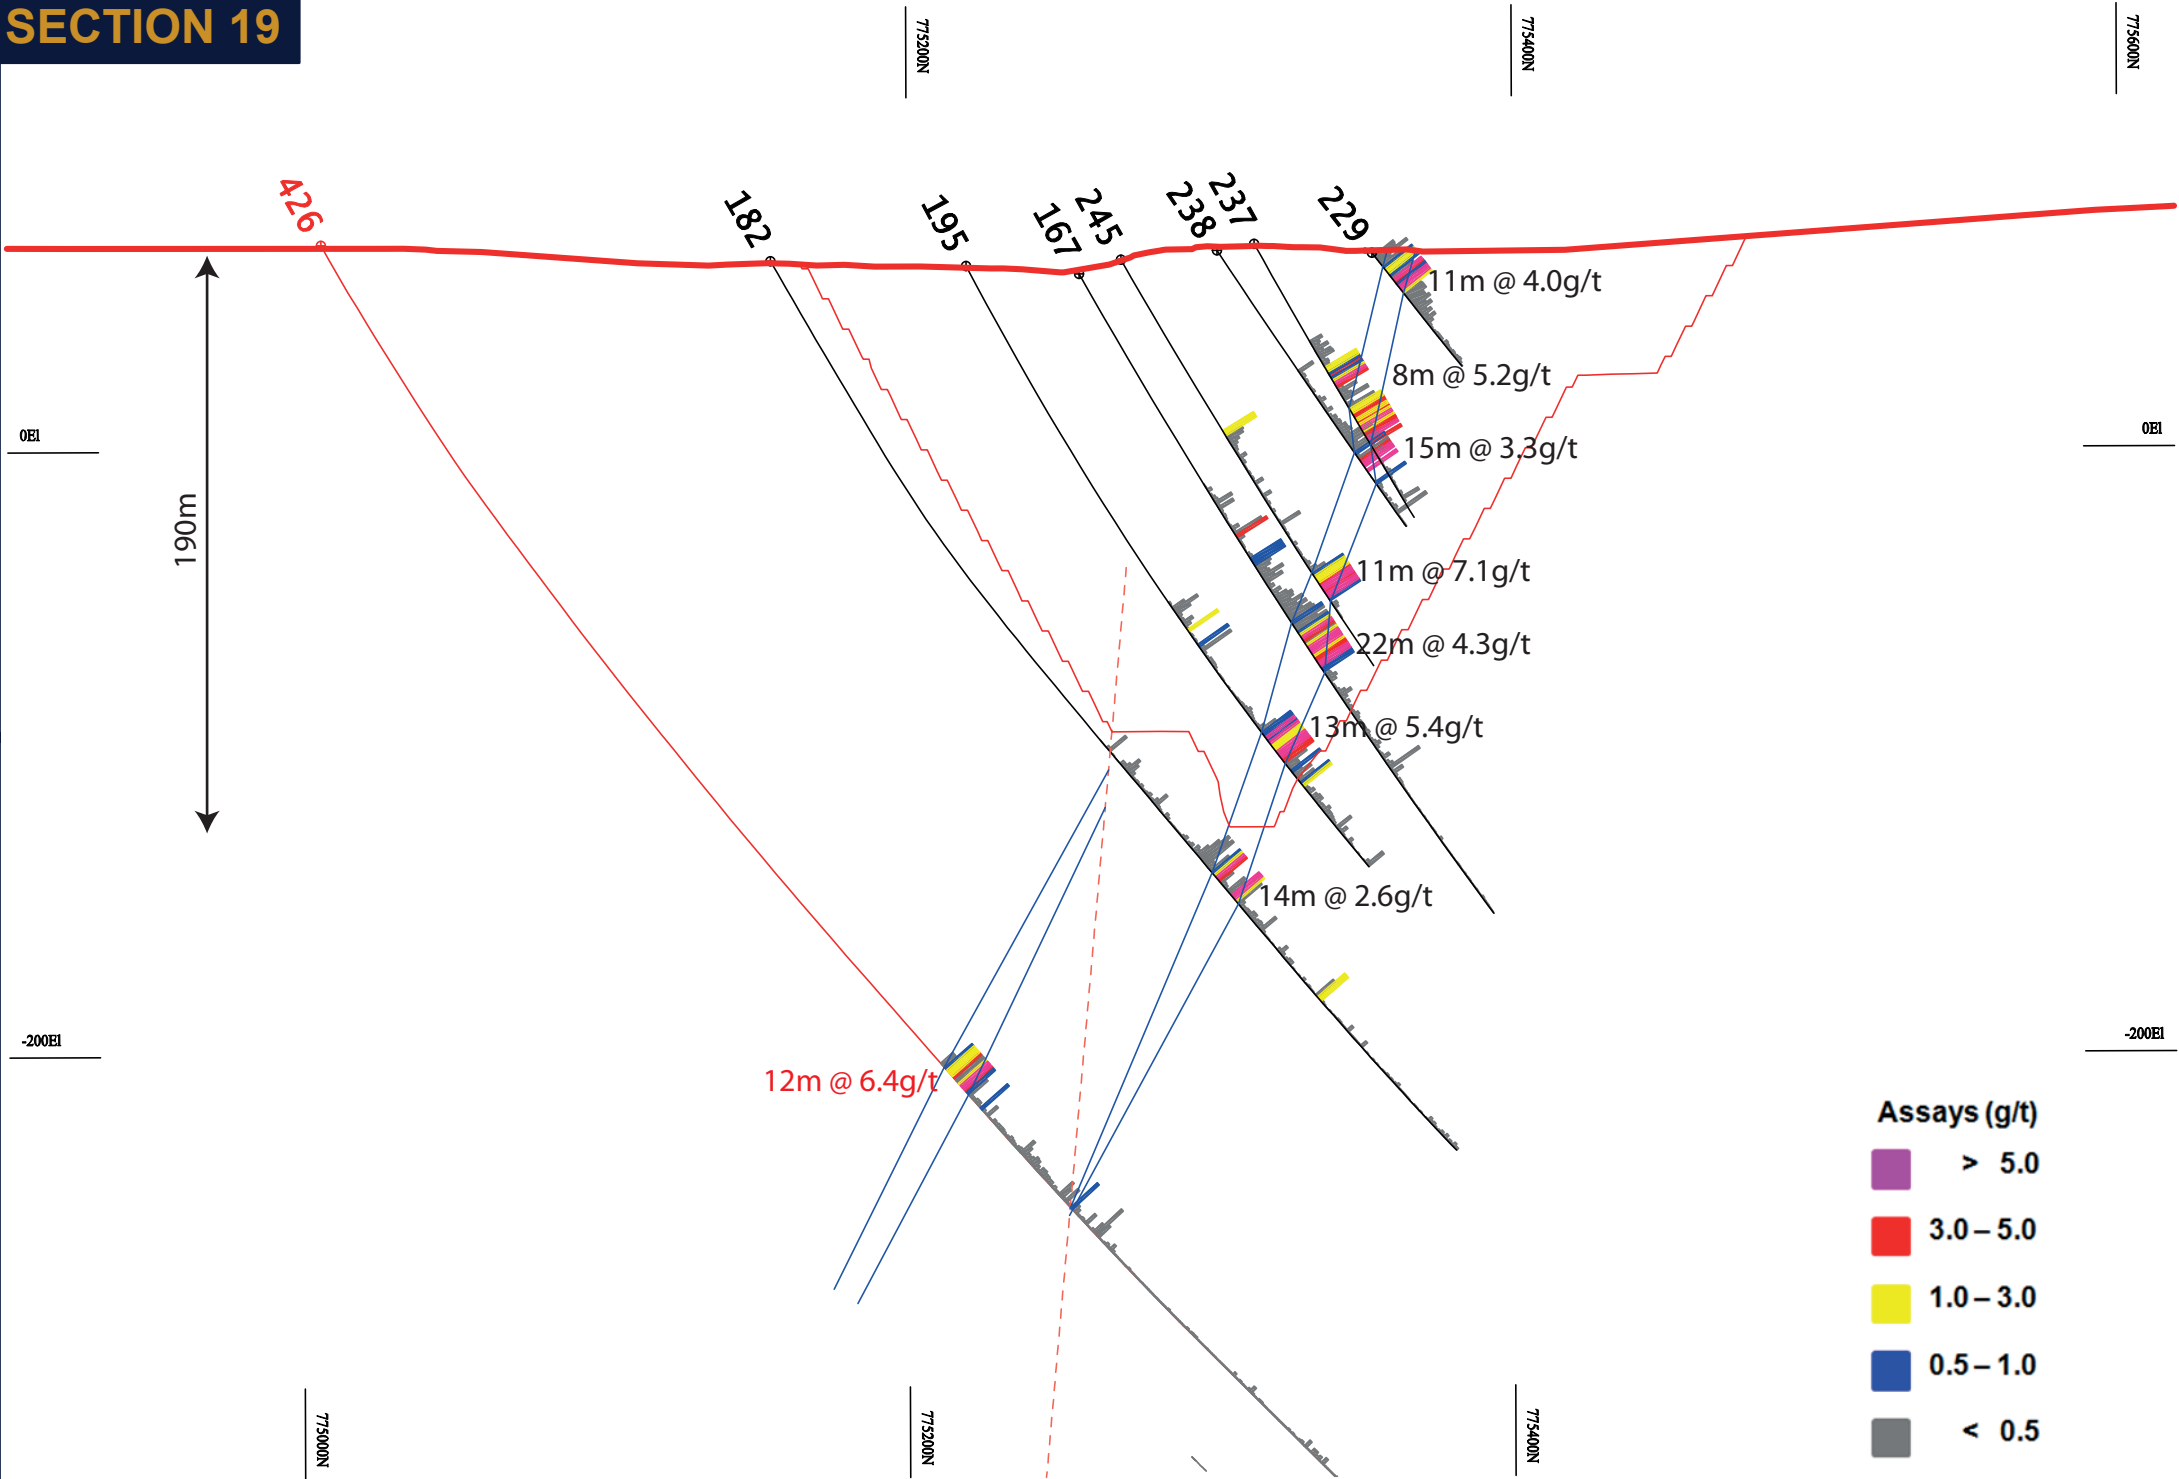 SECTION 19
775200N
775400N
775600N
426
182
195
167
245
238
237
229
11m @ 4.0g/t
8m @ 5.2g/t
0El
0El
15m @ 3.3g/t
190m
11m @ 7.1g/t
22m @ 4.3g/t
13m @ 5.4g/t
14m @ 2.6g/t
-200El
-200El
12m @ 6.4g/t
Assays (g/t)
> 5.0
3.0 – 5.0
1.0 – 3.0
0.5 – 1.0
< 0.5
775000N
775200N
775400N